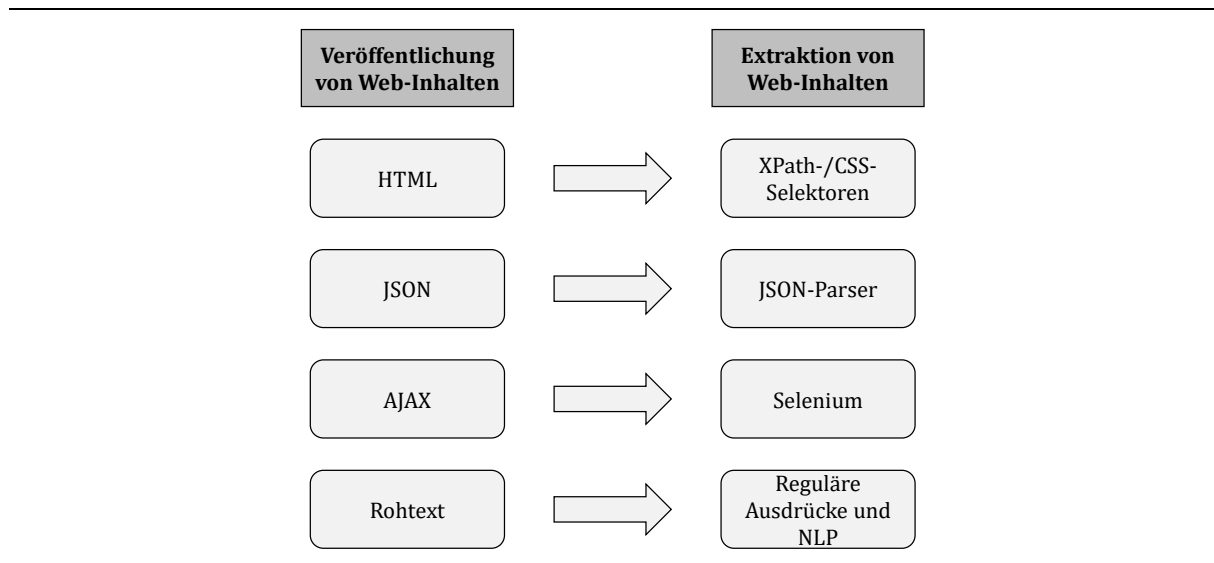 Veröffentlichung
von Web-Inhalten
Extraktion von
Web-Inhalten
HTML
XPath-/CSS-
Selektoren
JSON
JSON-Parser
AJAX
Selenium
Rohtext
Reguläre
Ausdrücke und
NLP